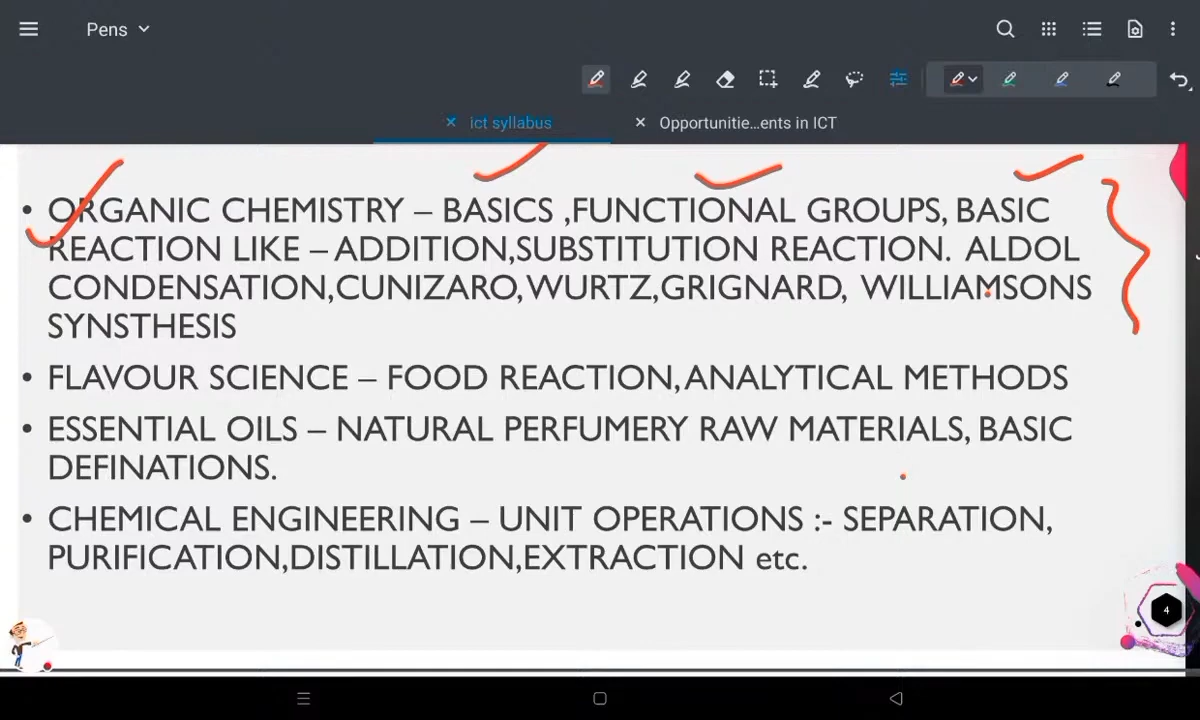 Pens
ict syllabus
Opportunitie...ents in ICT
• ORGANIC CHEMISTRY – BASICS ,FUNCTIONAL GROUPS, BASIC
REACTION LIKE – ADDITION,SUBSTITUTION REACTION. ALDOL
CONDENSATION,CUNIZARO,WURTZ,GRIGNARD, WILLIAMSONS
SYNSTHESIS
• FLAVOUR SCIENCE – FOOD REACTION,ANALYTICAL METHODS
• ESSENTIAL OILS – NATURAL PERFUMERY RAW MATERIALS, BASIC
DEFINATIONS.
• CHEMICAL ENGINEERING – UNIT OPERATIONS :- SEPARATION,
PURIFICATION,DISTILLATION,EXTRACTION etc.
4